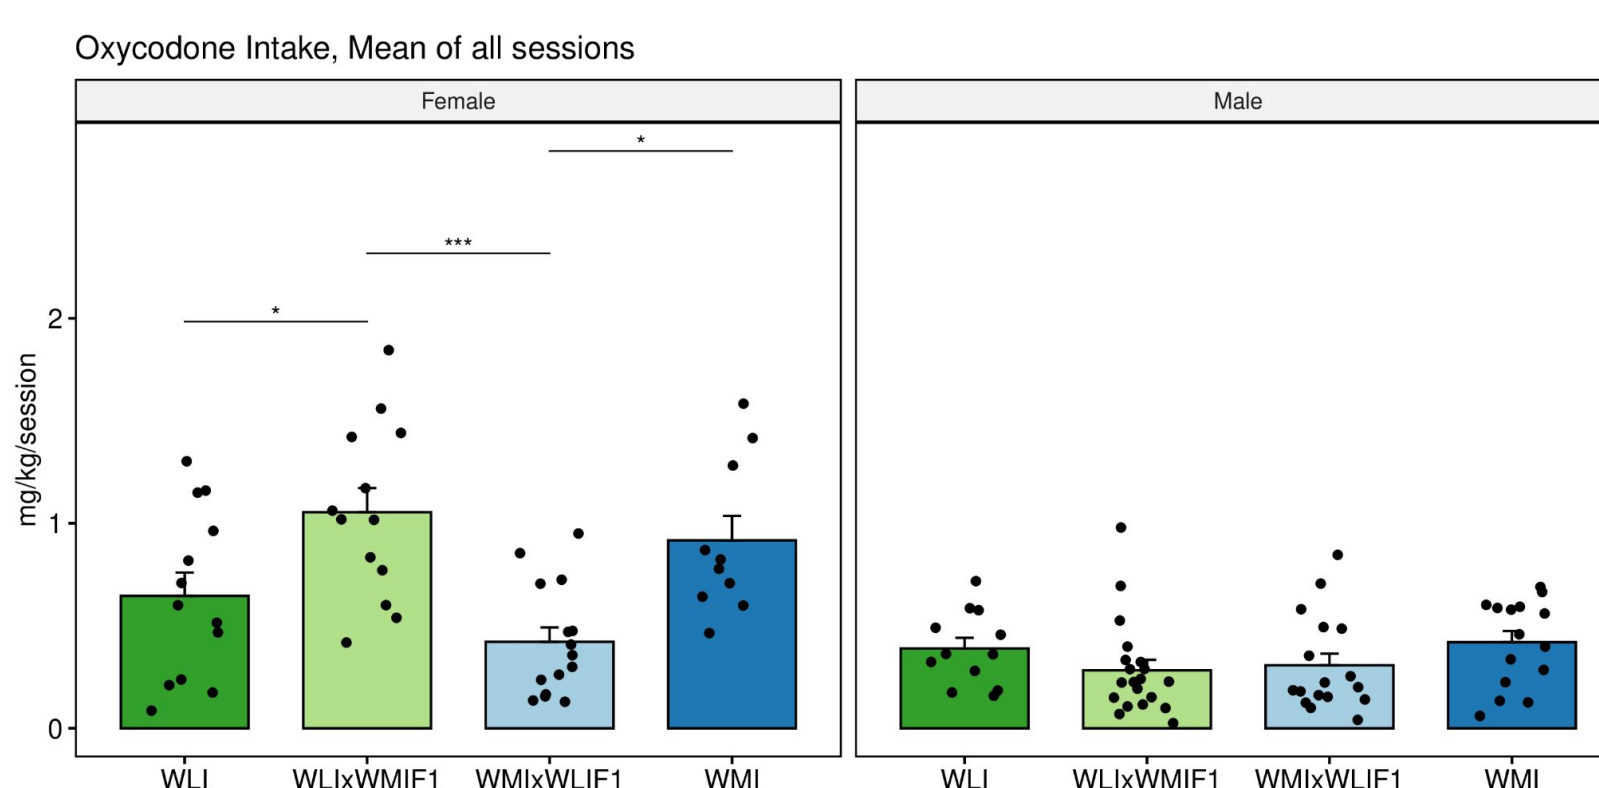 Oxycodone Intake, Mean of all sessions
Female
Male
*
***
*
2
1
0
mg/kg/session
WLI
WLIxWMIF1
WMIxWLIF1
WMI
WLI
WLIxWMIF1
WMIxWLIF1
WMI